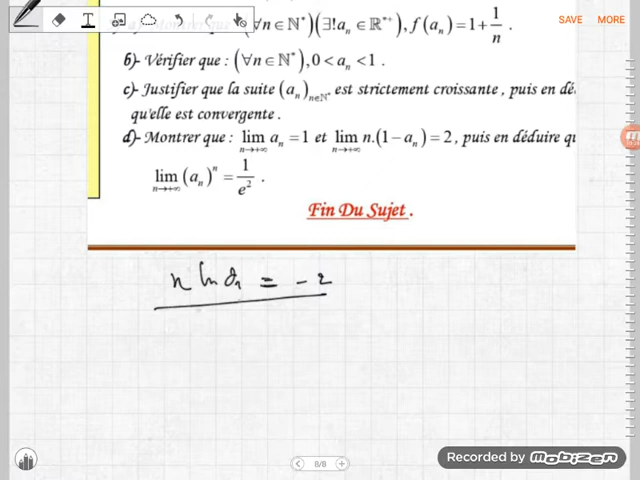 SAVE MORE
(∀n∈ℕ*)(∃!aₙ∈ℝ*⁺), f(aₙ)=1+1/n .
б)- Vérifier que : (∀n∈ℕ*), 0<aₙ<1 .
c)- Justifier que la suite (aₙ)n∈ℕ* est strictement croissante, puis en dé
qu'elle est convergente .
d)- Montrer que : lim n→+∞ aₙ=1 et lim n→+∞ n.(1−aₙ)=2 , puis en déduire qu
lim n→+∞ (aₙ)ⁿ = 1/e² .
Fin Du Sujet .
n ln aₙ = -2
8/8
Recorded by Mobizen